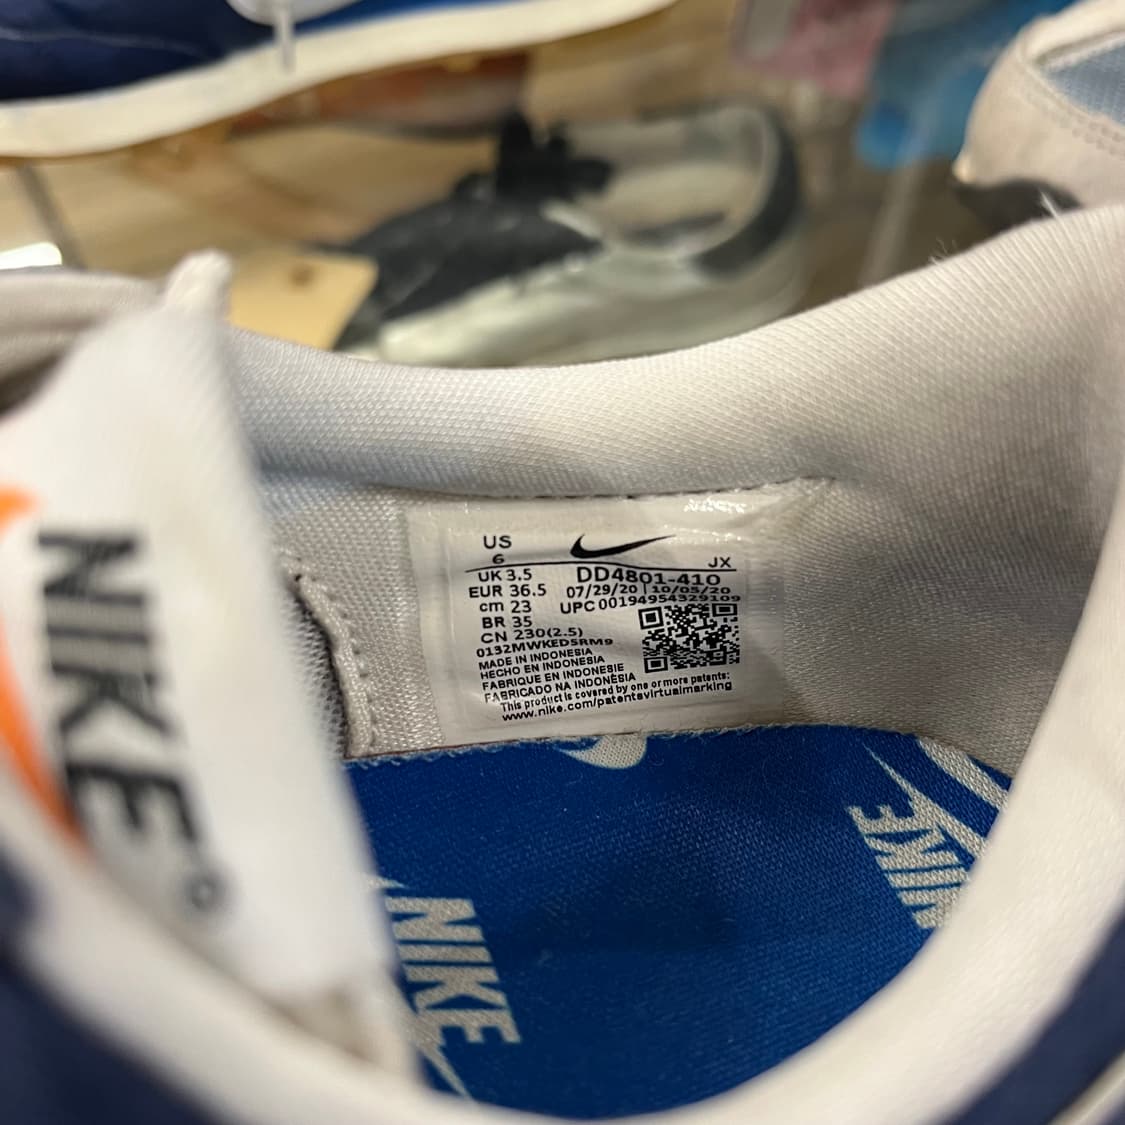 US
6
JX
UK 3.5
DD4801-410
EUR 36.5
07/29/20 | 10/05/20
cm 23
UPC 00194954329109
BR 35
CN 230(2.5)
0132MWKEDSRM9
MADE IN INDONESIA
HECHO EN INDONESIA
FABRIQUE EN INDONESIE
FABRICADO NA INDONÉSIA
This product is covered by one or more patents:
www.nike.com/patentsvirtualmarking
NIKE
NIKE
NIKE